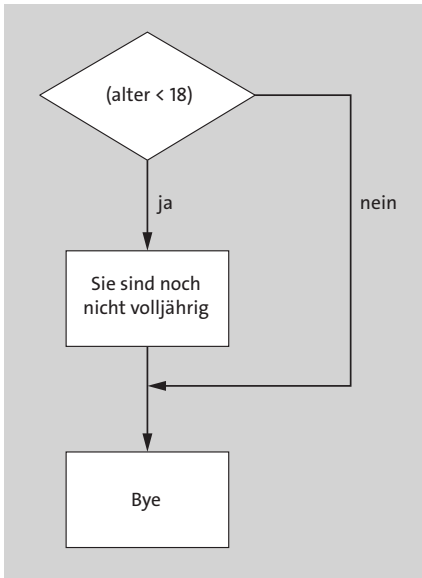 (alter < 18)
ja
nein
Sie sind noch
nicht volljährig
Bye